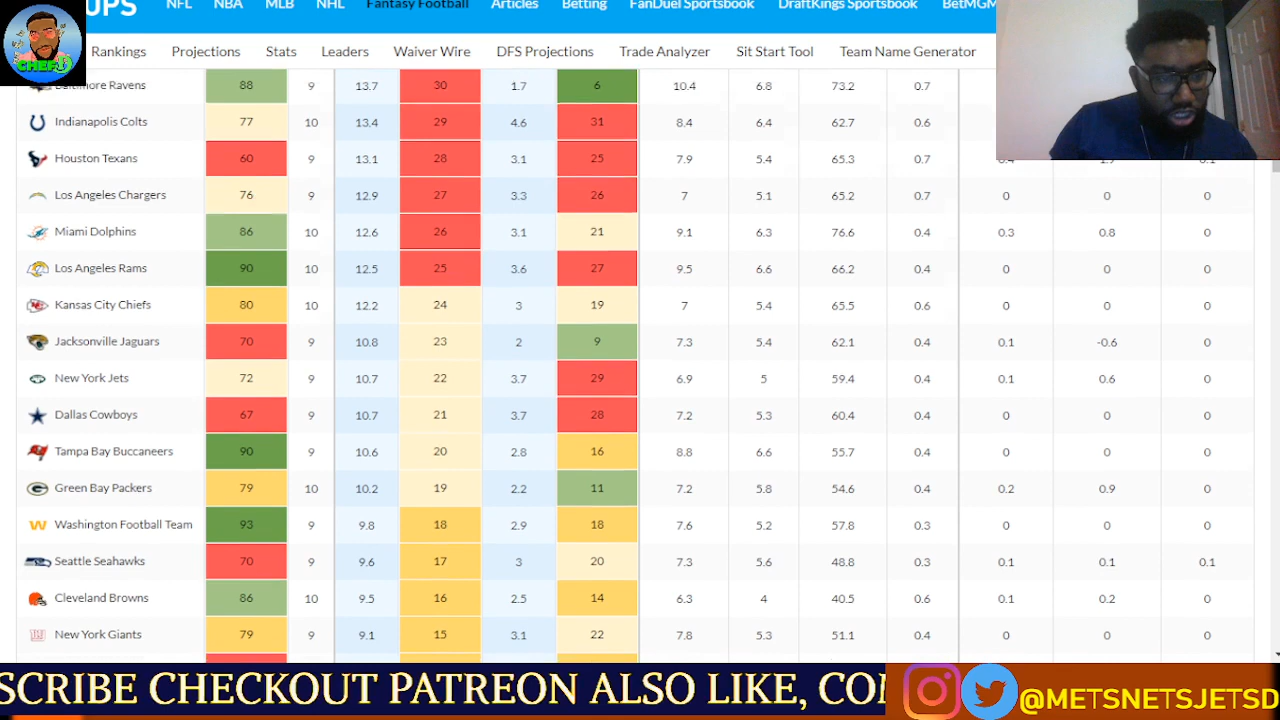 UPS NFL NBA MLB NHL Fantasy Football Articles Betting FanDuel Sportsbook DraftKings Sportsbook BetMGM
CHEF
Rankings Projections Stats Leaders Waiver Wire DFS Projections Trade Analyzer Sit Start Tool Team Name Generator
Baltimore Ravens 88 9 13.7 30 1.7 6 10.4 6.8 73.2 0.7
Indianapolis Colts 77 10 13.4 29 4.6 31 8.4 6.4 62.7 0.6
Houston Texans 60 9 13.1 28 3.1 25 7.9 5.4 65.3 0.7 0.4 1.7 0.1
Los Angeles Chargers 76 9 12.9 27 3.3 26 7 5.1 65.2 0.7 0 0 0
Miami Dolphins 86 10 12.6 26 3.1 21 9.1 6.3 76.6 0.4 0.3 0.8 0
Los Angeles Rams 90 10 12.5 25 3.6 27 9.5 6.6 66.2 0.4 0 0 0
Kansas City Chiefs 80 10 12.2 24 3 19 7 5.4 65.5 0.6 0 0 0
Jacksonville Jaguars 70 9 10.8 23 2 9 7.3 5.4 62.1 0.4 0.1 -0.6 0
New York Jets 72 9 10.7 22 3.7 29 6.9 5 59.4 0.4 0.1 0.6 0
Dallas Cowboys 67 9 10.7 21 3.7 28 7.2 5.3 60.4 0.4 0 0 0
Tampa Bay Buccaneers 90 9 10.6 20 2.8 16 8.8 6.6 55.7 0.4 0 0 0
Green Bay Packers 79 10 10.2 19 2.2 11 7.2 5.8 54.6 0.4 0.2 0.9 0
Washington Football Team 93 9 9.8 18 2.9 18 7.6 5.2 57.8 0.3 0 0 0
Seattle Seahawks 70 9 9.6 17 3 20 7.3 5.6 48.8 0.3 0.1 0.1 0.1
Cleveland Browns 86 10 9.5 16 2.5 14 6.3 4 40.5 0.6 0.1 0.2 0
New York Giants 79 9 9.1 15 3.1 22 7.8 5.3 51.1 0.4 0 0 0
SCRIBE CHECKOUT PATREON ALSO LIKE, COM
@METSNETSJETSD